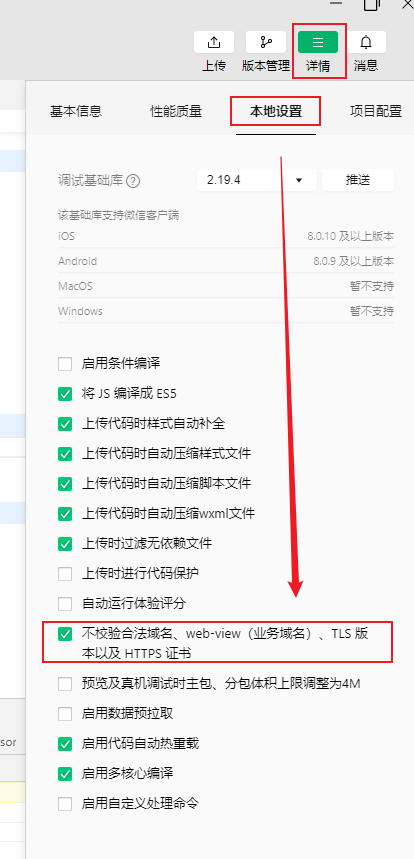 上传 版本管理 详情 消息
基本信息 性能质量 本地设置 项目配置
调试基础库 ? 2.19.4 推送
该基础库支持微信客户端
iOS 8.0.10 及以上版本
Android 8.0.9 及以上版本
MacOS 暂不支持
Windows 暂不支持
启用条件编译
将 JS 编译成 ES5
上传代码时样式自动补全
上传代码时自动压缩样式文件
上传代码时自动压缩脚本文件
上传代码时自动压缩wxml文件
上传时过滤无依赖文件
上传时进行代码保护
自动运行体验评分
不校验合法域名、web-view（业务域名）、TLS 版
本以及 HTTPS 证书
预览及真机调试时主包、分包体积上限调整为4M
启用数据预拉取
sor
启用代码自动热重载
启用多核心编译
启用自定义处理命令